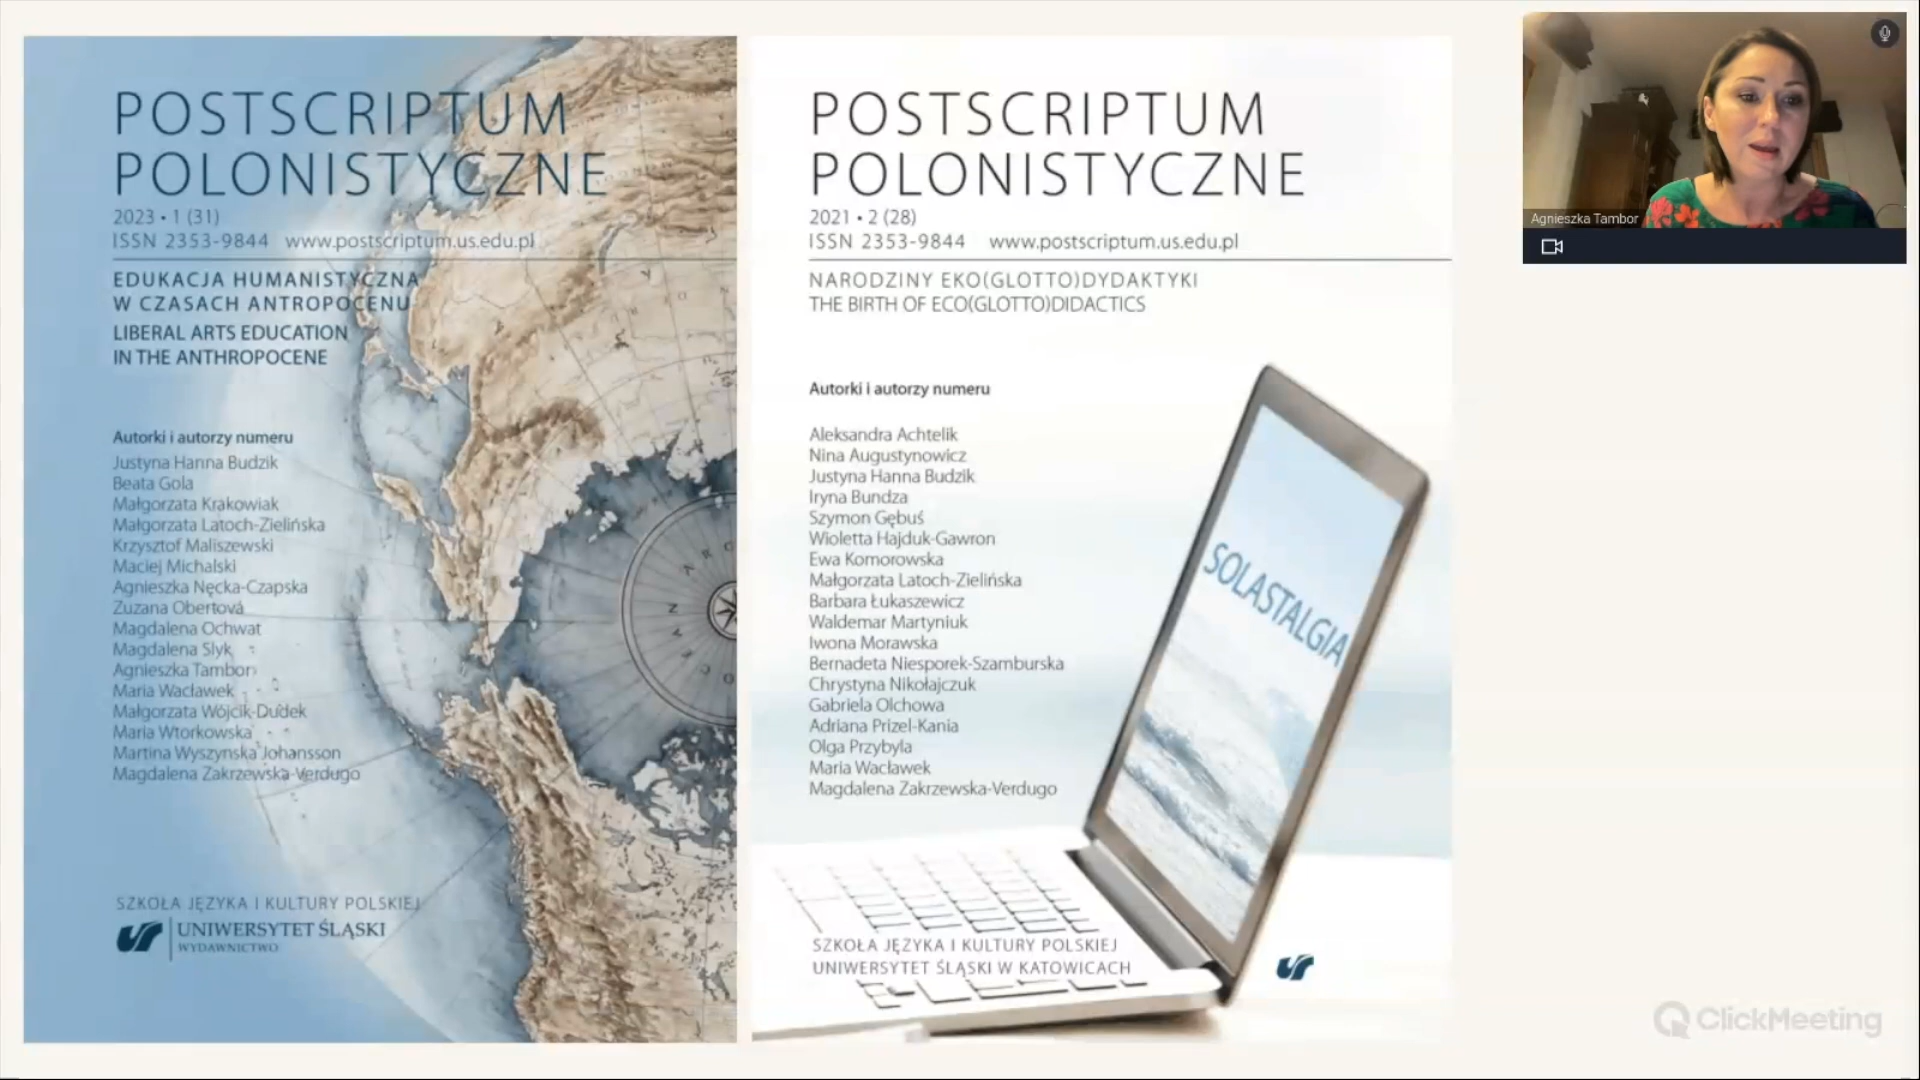 POSTSCRIPTUM
POLONISTYCZNE
2023 • 1 (31)
ISSN 2353-9844 www.postscriptum.us.edu.pl
EDUKACJA HUMANISTYCZNA
W CZASACH ANTROPOCENU
LIBERAL ARTS EDUCATION
IN THE ANTHROPOCENE
Autorki i autorzy numeru
Justyna Hanna Budzik
Beata Gola
Małgorzata Krakowiak
Małgorzata Latoch-Zielińska
Krzysztof Maliszewski
Maciej Michalski
Agnieszka Nęcka-Czapska
Zuzana Obertová
Magdalena Ochwat
Magdalena Slyk
Agnieszka Tambor
Maria Wacławek
Małgorzata Wójcik-Dudek
Maria Wtorkowska
Martina Wyszynska Johansson
Magdalena Zakrzewska-Verdugo
SZKOŁA JĘZYKA I KULTURY POLSKIEJ
UNIWERSYTET ŚLĄSKI
WYDAWNICTWO
POSTSCRIPTUM
POLONISTYCZNE
2021 • 2 (28)
ISSN 2353-9844 www.postscriptum.us.edu.pl
NARODZINY EKO(GLOTTO)DYDAKTYKI
THE BIRTH OF ECO(GLOTTO)DIDACTICS
Autorki i autorzy numeru
Aleksandra Achtelik
Nina Augustynowicz
Justyna Hanna Budzik
Iryna Bundza
Szymon Gębuś
Wioletta Hajduk-Gawron
Ewa Komorowska
Małgorzata Latoch-Zielińska
Barbara Łukaszewicz
Waldemar Martyniuk
Iwona Morawska
Bernadeta Niesporek-Szamburska
Chrystyna Nikołajczuk
Gabriela Olchowa
Adriana Prizel-Kania
Olga Przybyla
Maria Wacławek
Magdalena Zakrzewska-Verdugo
SOLASTALGIA
SZKOŁA JĘZYKA I KULTURY POLSKIEJ
UNIWERSYTET ŚLĄSKI W KATOWICACH
Agnieszka Tambor
ClickMeeting